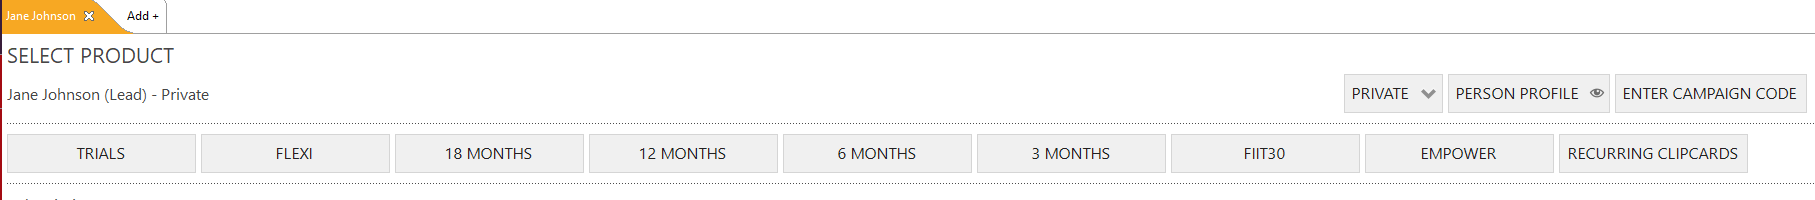 Jane Johnson Add +
SELECT PRODUCT
Jane Johnson (Lead) - Private
PRIVATE PERSON PROFILE ENTER CAMPAIGN CODE
TRIALS FLEXI 18 MONTHS 12 MONTHS 6 MONTHS 3 MONTHS FIIT30 EMPOWER RECURRING CLIPCARDS